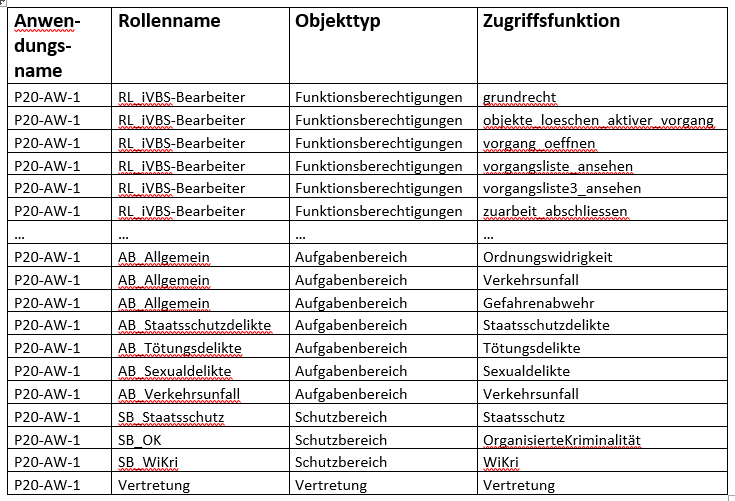 Anwen-
dungs-
name Rollenname Objekttyp Zugriffsfunktion
P20-AW-1 RL_iVBS-Bearbeiter Funktionsberechtigungen grundrecht
P20-AW-1 RL_iVBS-Bearbeiter Funktionsberechtigungen objekte_loeschen_aktiver_vorgang
P20-AW-1 RL_iVBS-Bearbeiter Funktionsberechtigungen vorgang_oeffnen
P20-AW-1 RL_iVBS-Bearbeiter Funktionsberechtigungen vorgangsliste_ansehen
P20-AW-1 RL_iVBS-Bearbeiter Funktionsberechtigungen vorgangsliste3_ansehen
P20-AW-1 RL_iVBS-Bearbeiter Funktionsberechtigungen zuarbeit_abschliessen
... ... ... ...
P20-AW-1 AB_Allgemein Aufgabenbereich Ordnungswidrigkeit
P20-AW-1 AB_Allgemein Aufgabenbereich Verkehrsunfall
P20-AW-1 AB_Allgemein Aufgabenbereich Gefahrenabwehr
P20-AW-1 AB_Staatsschutzdelikte Aufgabenbereich Staatsschutzdelikte
P20-AW-1 AB_Tötungsdelikte Aufgabenbereich Tötungsdelikte
P20-AW-1 AB_Sexualdelikte Aufgabenbereich Sexualdelikte
P20-AW-1 AB_Verkehrsunfall Aufgabenbereich Verkehrsunfall
P20-AW-1 SB_Staatsschutz Schutzbereich Staatsschutz
P20-AW-1 SB_OK Schutzbereich OrganisierteKriminalität
P20-AW-1 SB_WiKri Schutzbereich WiKri
P20-AW-1 Vertretung Vertretung Vertretung